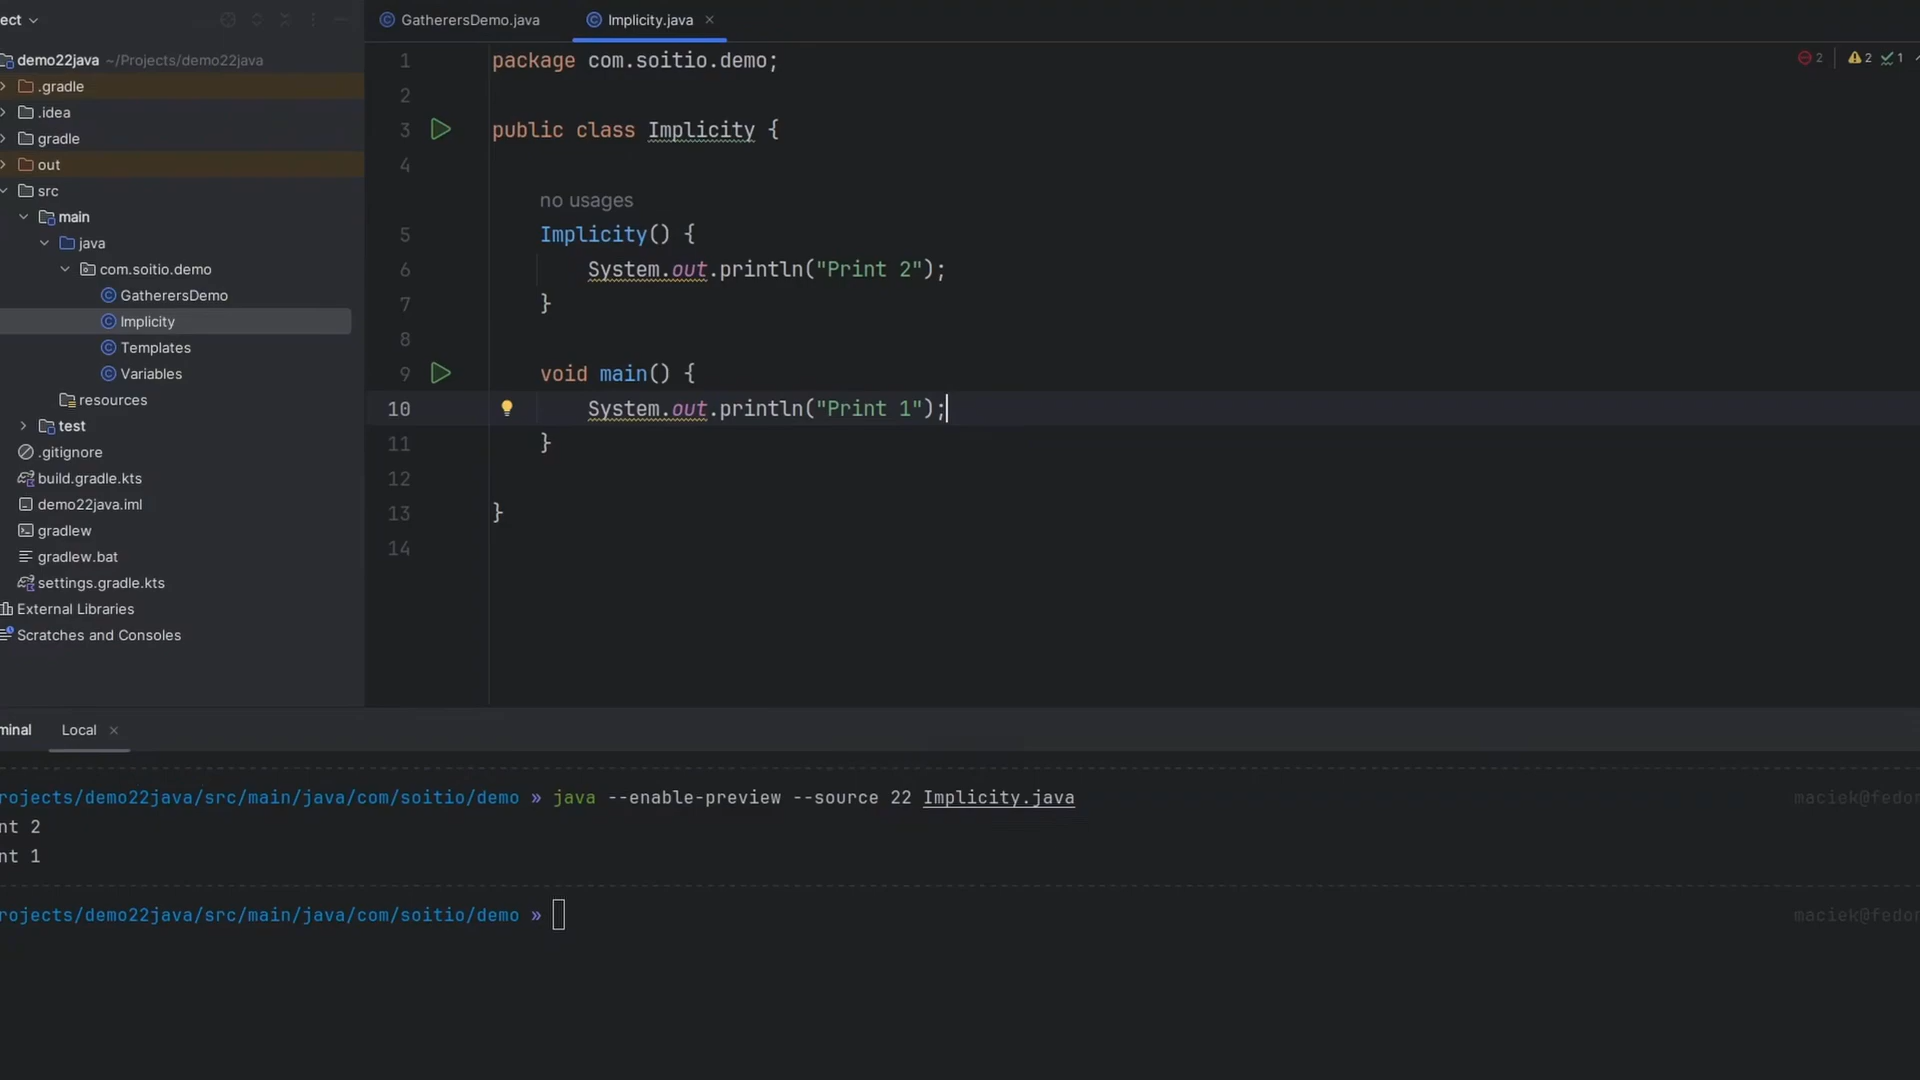 ect
demo22java ~/Projects/demo22java
.gradle
.idea
gradle
out
src
main
java
com.soitio.demo
GatherersDemo
Implicity
Templates
Variables
resources
test
.gitignore
build.gradle.kts
demo22java.iml
gradlew
gradlew.bat
settings.gradle.kts
External Libraries
Scratches and Consoles
GatherersDemo.java
Implicity.java
2 2 1
1 package com.soitio.demo;
2
3 public class Implicity {
4
no usages
5 Implicity() {
6 System.out.println("Print 2");
7 }
8
9 void main() {
10 System.out.println("Print 1");
11 }
12
13 }
14
minal Local
rojects/demo22java/src/main/java/com/soitio/demo » java --enable-preview --source 22 Implicity.java maciek@fedor
nt 2
nt 1
rojects/demo22java/src/main/java/com/soitio/demo » maciek@fedor